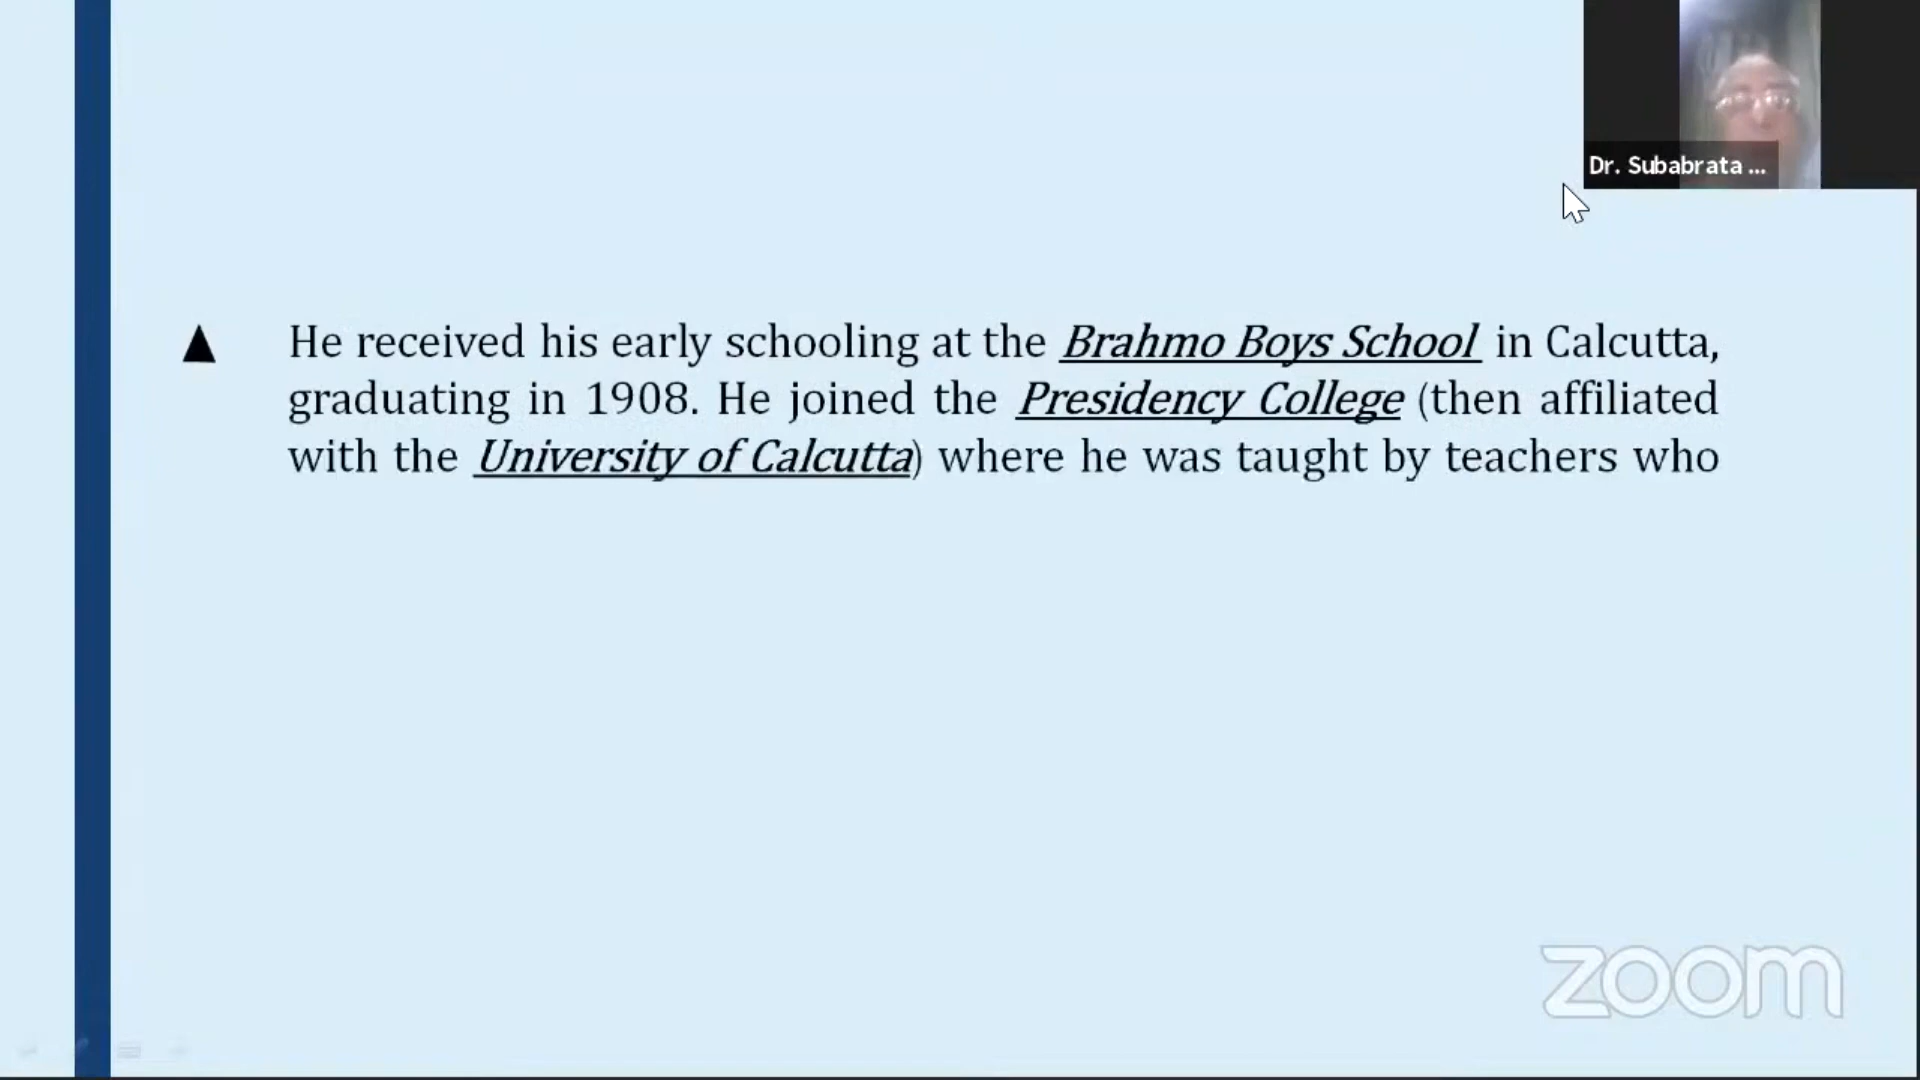 Dr. Subabrata ...
▲ He received his early schooling at the Brahmo Boys School in Calcutta,
graduating in 1908. He joined the Presidency College (then affiliated
with the University of Calcutta) where he was taught by teachers who
zoom